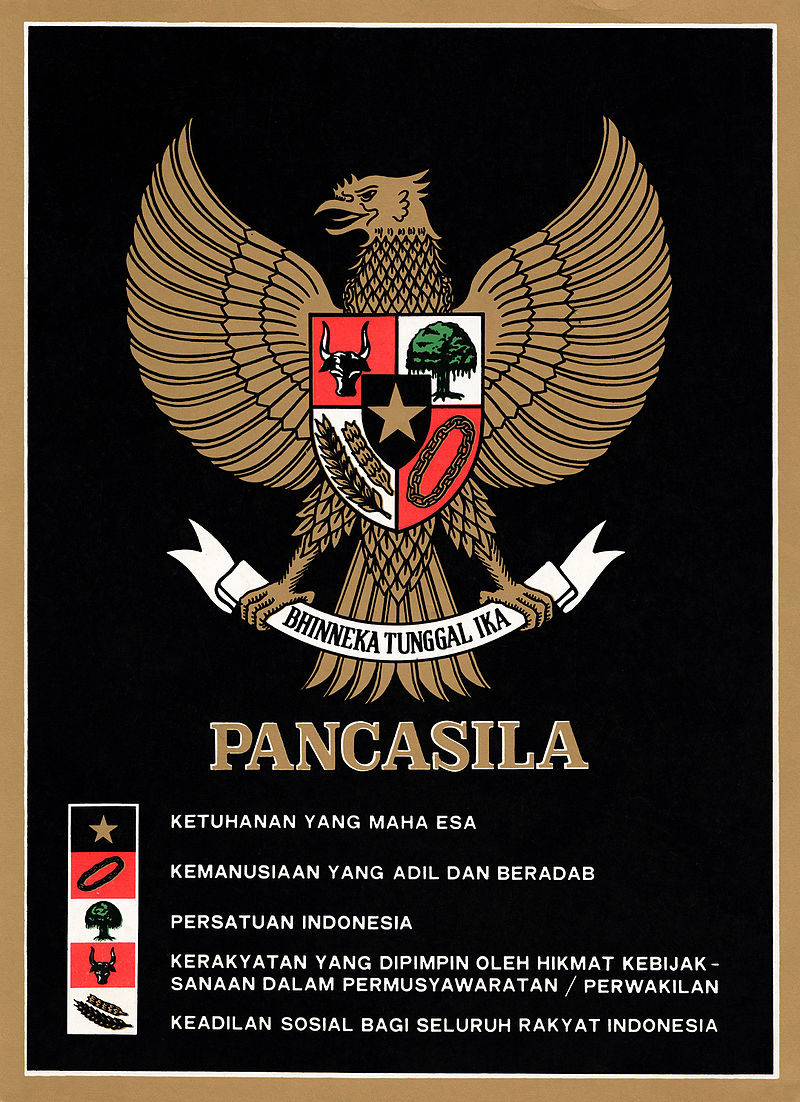 BHINNEKA TUNGGAL IKA
PANCASILA
KETUHANAN YANG MAHA ESA
KEMANUSIAAN YANG ADIL DAN BERADAB
PERSATUAN INDONESIA
KERAKYATAN YANG DIPIMPIN OLEH HIKMAT KEBIJAK-
SANAAN DALAM PERMUSYAWARATAN / PERWAKILAN
KEADILAN SOSIAL BAGI SELURUH RAKYAT INDONESIA